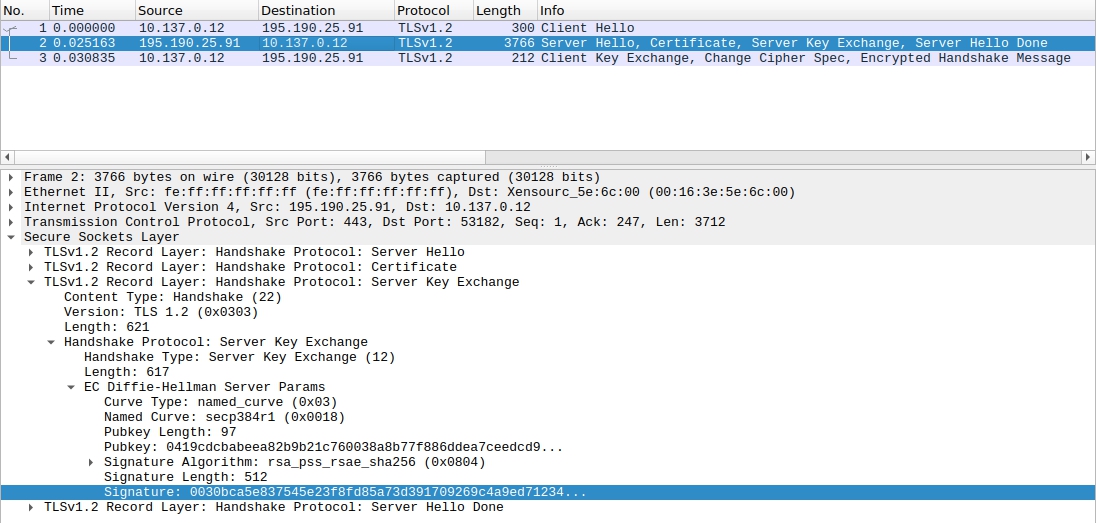 No. Time Source Destination Protocol Length Info
1 0.000000 10.137.0.12 195.190.25.91 TLSv1.2 300 Client Hello
2 0.025163 195.190.25.91 10.137.0.12 TLSv1.2 3766 Server Hello, Certificate, Server Key Exchange, Server Hello Done
3 0.030835 10.137.0.12 195.190.25.91 TLSv1.2 212 Client Key Exchange, Change Cipher Spec, Encrypted Handshake Message
Frame 2: 3766 bytes on wire (30128 bits), 3766 bytes captured (30128 bits)
Ethernet II, Src: fe:ff:ff:ff:ff:ff (fe:ff:ff:ff:ff:ff), Dst: Xensourc_5e:6c:00 (00:16:3e:5e:6c:00)
Internet Protocol Version 4, Src: 195.190.25.91, Dst: 10.137.0.12
Transmission Control Protocol, Src Port: 443, Dst Port: 53182, Seq: 1, Ack: 247, Len: 3712
Secure Sockets Layer
TLSv1.2 Record Layer: Handshake Protocol: Server Hello
TLSv1.2 Record Layer: Handshake Protocol: Certificate
TLSv1.2 Record Layer: Handshake Protocol: Server Key Exchange
Content Type: Handshake (22)
Version: TLS 1.2 (0x0303)
Length: 621
Handshake Protocol: Server Key Exchange
Handshake Type: Server Key Exchange (12)
Length: 617
EC Diffie-Hellman Server Params
Curve Type: named_curve (0x03)
Named Curve: secp384r1 (0x0018)
Pubkey Length: 97
Pubkey: 0419cdcbabeea82b9b21c760038a8b77f886ddea7ceedcd9...
Signature Algorithm: rsa_pss_rsae_sha256 (0x0804)
Signature Length: 512
Signature: 0030bca5e837545e23f8fd85a73d391709269c4a9ed71234...
TLSv1.2 Record Layer: Handshake Protocol: Server Hello Done